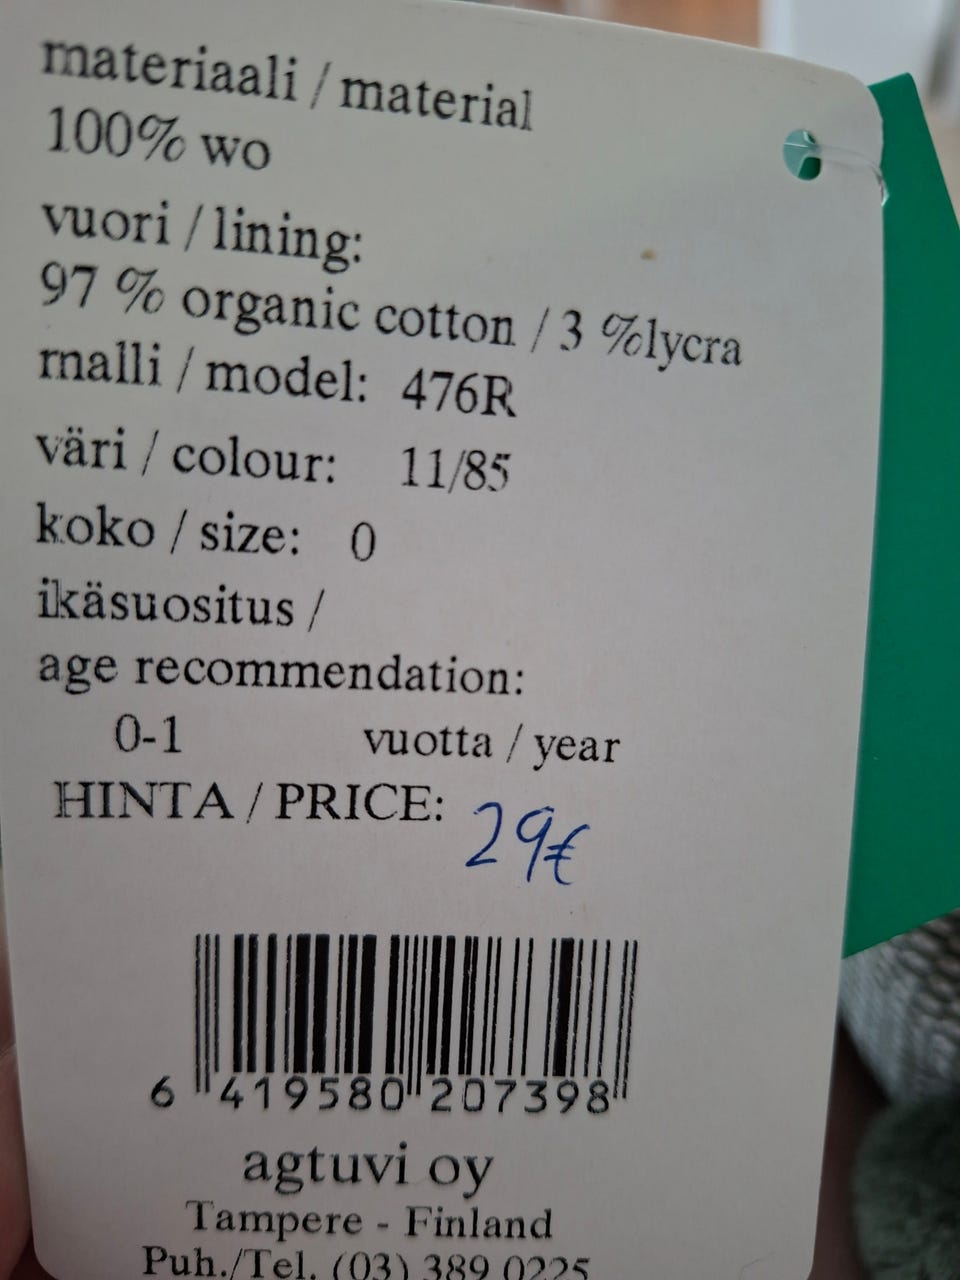 materiaali / material
100% wo
vuori / lining:
97 % organic cotton / 3 %lycra
malli / model: 476R
väri / colour: 11/85
koko / size: 0
ikäsuositus /
age recommendation:
0-1 vuotta / year
HINTA / PRICE: 29€
6 419580 207398
agtuvi oy
Tampere - Finland
Puh./Tel. (03) 389 0225